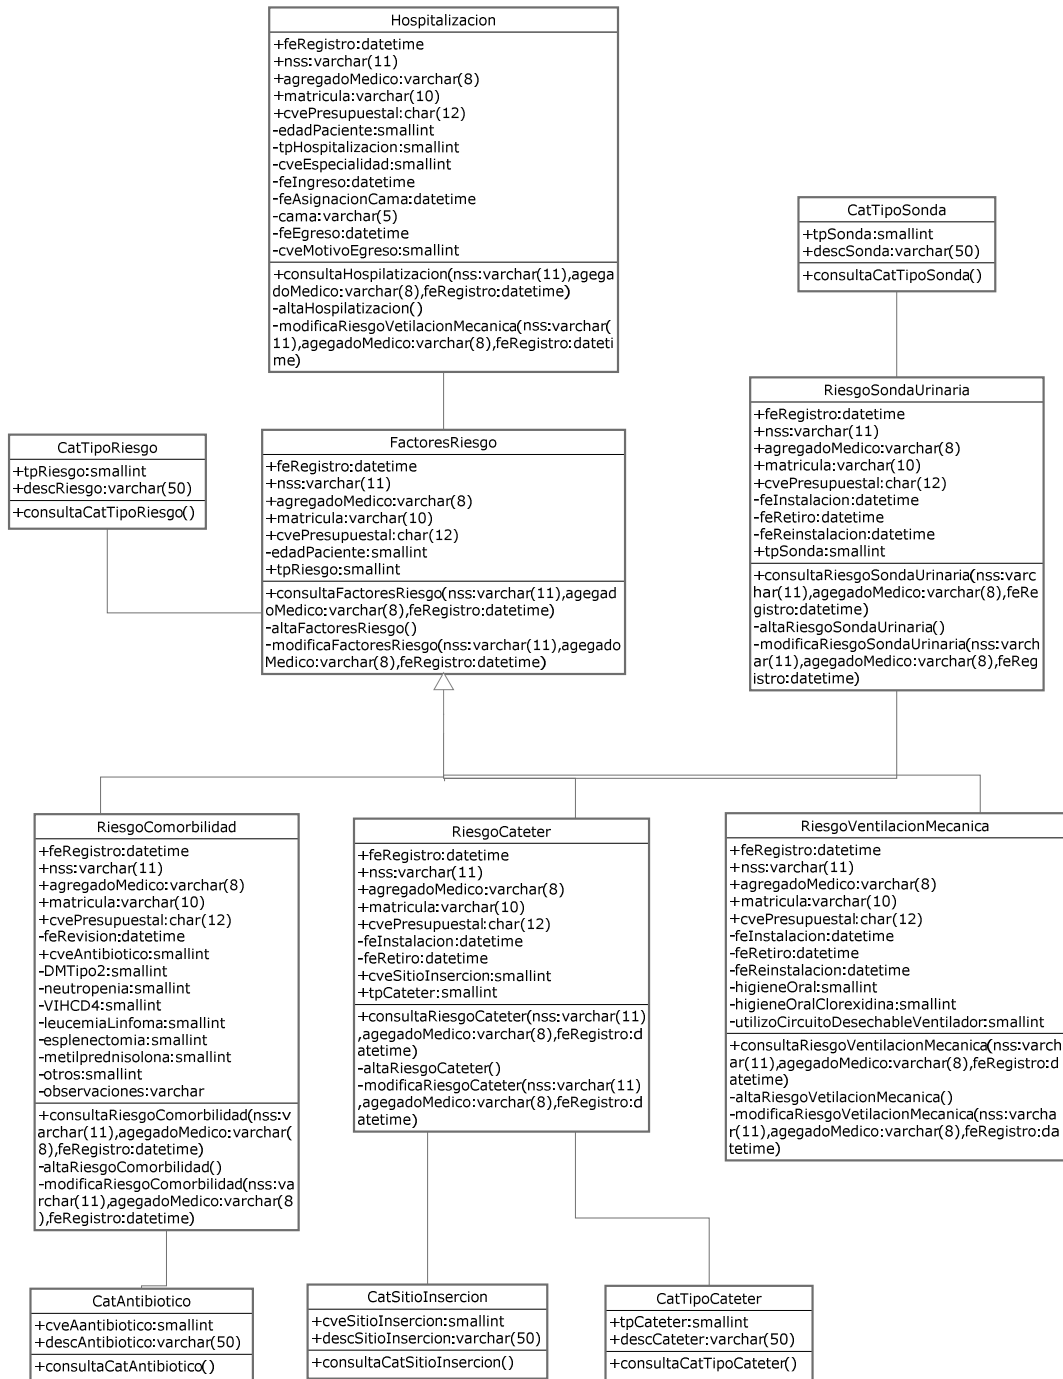 Hospitalizacion
+feRegistro:datetime
+nss:varchar(11)
+agregadoMedico:varchar(8)
+matricula:varchar(10)
+cvePresupuestal:char(12)
-edadPaciente:smallint
-tpHospitalizacion:smallint
-cveEspecialidad:smallint
-feIngreso:datetime
-feAsignacionCama:datetime
-cama:varchar(5)
-feEgreso:datetime
-cveMotivoEgreso:smallint
+consultaHospilatizacion(nss:varchar(11),agega
doMedico:varchar(8),feRegistro:datetime)
-altaHospilatizacion()
-modificaRiesgoVetilacionMecanica(nss:varchar(
11),agegadoMedico:varchar(8),feRegistro:dateti
me)
CatTipoSonda
+tpSonda:smallint
+descSonda:varchar(50)
+consultaCatTipoSonda()
RiesgoSondaUrinaria
+feRegistro:datetime
+nss:varchar(11)
+agregadoMedico:varchar(8)
+matricula:varchar(10)
+cvePresupuestal:char(12)
-feInstalacion:datetime
-feRetiro:datetime
-feReinstalacion:datetime
+tpSonda:smallint
+consultaRiesgoSondaUrinaria(nss:varc
har(11),agegadoMedico:varchar(8),feRe
gistro:datetime)
-altaRiesgoSondaUrinaria()
-modificaRiesgoSondaUrinaria(nss:varch
ar(11),agegadoMedico:varchar(8),feReg
istro:datetime)
CatTipoRiesgo
+tpRiesgo:smallint
+descRiesgo:varchar(50)
+consultaCatTipoRiesgo()
FactoresRiesgo
+feRegistro:datetime
+nss:varchar(11)
+agregadoMedico:varchar(8)
+matricula:varchar(10)
+cvePresupuestal:char(12)
-edadPaciente:smallint
+tpRiesgo:smallint
+consultaFactoresRiesgo(nss:varchar(11),agegad
oMedico:varchar(8),feRegistro:datetime)
-altaFactoresRiesgo()
-modificaFactoresRiesgo(nss:varchar(11),agegado
Medico:varchar(8),feRegistro:datetime)
RiesgoComorbilidad
+feRegistro:datetime
+nss:varchar(11)
+agregadoMedico:varchar(8)
+matricula:varchar(10)
+cvePresupuestal:char(12)
-feRevision:datetime
+cveAntibiotico:smallint
-DMTipo2:smallint
-neutropenia:smallint
-VIHCD4:smallint
-leucemiaLinfoma:smallint
-esplenectomia:smallint
-metilprednisolona:smallint
-otros:smallint
-observaciones:varchar
+consultaRiesgoComorbilidad(nss:v
archar(11),agegadoMedico:varchar(
8),feRegistro:datetime)
-altaRiesgoComorbilidad()
-modificaRiesgoComorbilidad(nss:va
rchar(11),agegadoMedico:varchar(8
),feRegistro:datetime)
RiesgoCateter
+feRegistro:datetime
+nss:varchar(11)
+agregadoMedico:varchar(8)
+matricula:varchar(10)
+cvePresupuestal:char(12)
-feInstalacion:datetime
-feRetiro:datetime
+cveSitioInsercion:smallint
+tpCateter:smallint
+consultaRiesgoCateter(nss:varchar(11)
,agegadoMedico:varchar(8),feRegistro:d
atetime)
-altaRiesgoCateter()
-modificaRiesgoCateter(nss:varchar(11)
,agegadoMedico:varchar(8),feRegistro:d
atetime)
RiesgoVentilacionMecanica
+feRegistro:datetime
+nss:varchar(11)
+agregadoMedico:varchar(8)
+matricula:varchar(10)
+cvePresupuestal:char(12)
-feInstalacion:datetime
-feRetiro:datetime
-feReinstalacion:datetime
-higieneOral:smallint
-higieneOralClorexidina:smallint
-utilizoCircuitoDesechableVentilador:smallint
+consultaRiesgoVentilacionMecanica(nss:varch
ar(11),agegadoMedico:varchar(8),feRegistro:d
atetime)
-altaRiesgoVetilacionMecanica()
-modificaRiesgoVetilacionMecanica(nss:varcha
r(11),agegadoMedico:varchar(8),feRegistro:da
tetime)
CatAntibiotico
+cveAantibiotico:smallint
+descAntibiotico:varchar(50)
+consultaCatAntibiotico()
CatSitioInsercion
+cveSitioInsercion:smallint
+descSitioInsercion:varchar(50)
+consultaCatSitioInsercion()
CatTipoCateter
+tpCateter:smallint
+descCateter:varchar(50)
+consultaCatTipoCateter()